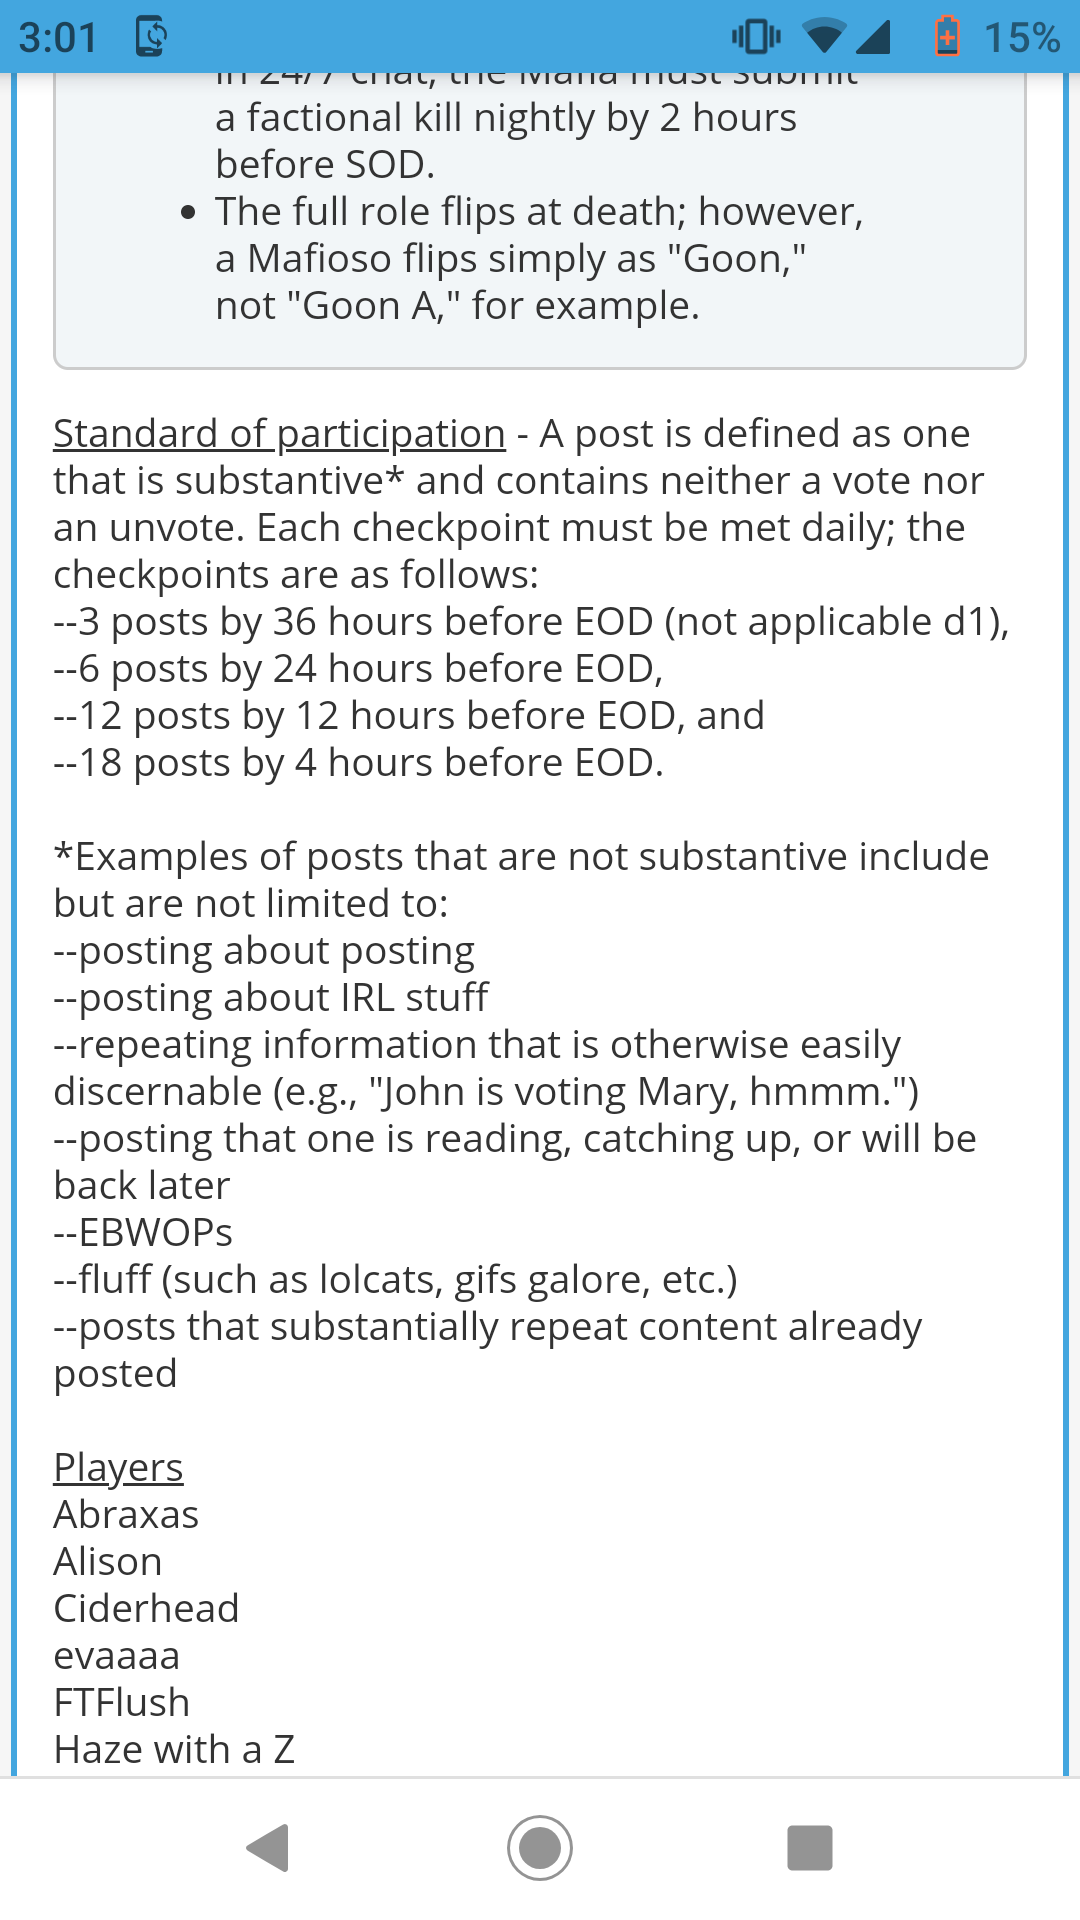 3:01
15%
in 24/7 chat, the Mafia must submit
a factional kill nightly by 2 hours
before SOD.
• The full role flips at death; however,
a Mafioso flips simply as "Goon,"
not "Goon A," for example.
Standard of participation - A post is defined as one
that is substantive* and contains neither a vote nor
an unvote. Each checkpoint must be met daily; the
checkpoints are as follows:
--3 posts by 36 hours before EOD (not applicable d1),
--6 posts by 24 hours before EOD,
--12 posts by 12 hours before EOD, and
--18 posts by 4 hours before EOD.
*Examples of posts that are not substantive include
but are not limited to:
--posting about posting
--posting about IRL stuff
--repeating information that is otherwise easily
discernable (e.g., "John is voting Mary, hmmm.")
--posting that one is reading, catching up, or will be
back later
--EBWOPs
--fluff (such as lolcats, gifs galore, etc.)
--posts that substantially repeat content already
posted
Players
Abraxas
Alison
Ciderhead
evaaaa
FTFlush
Haze with a Z